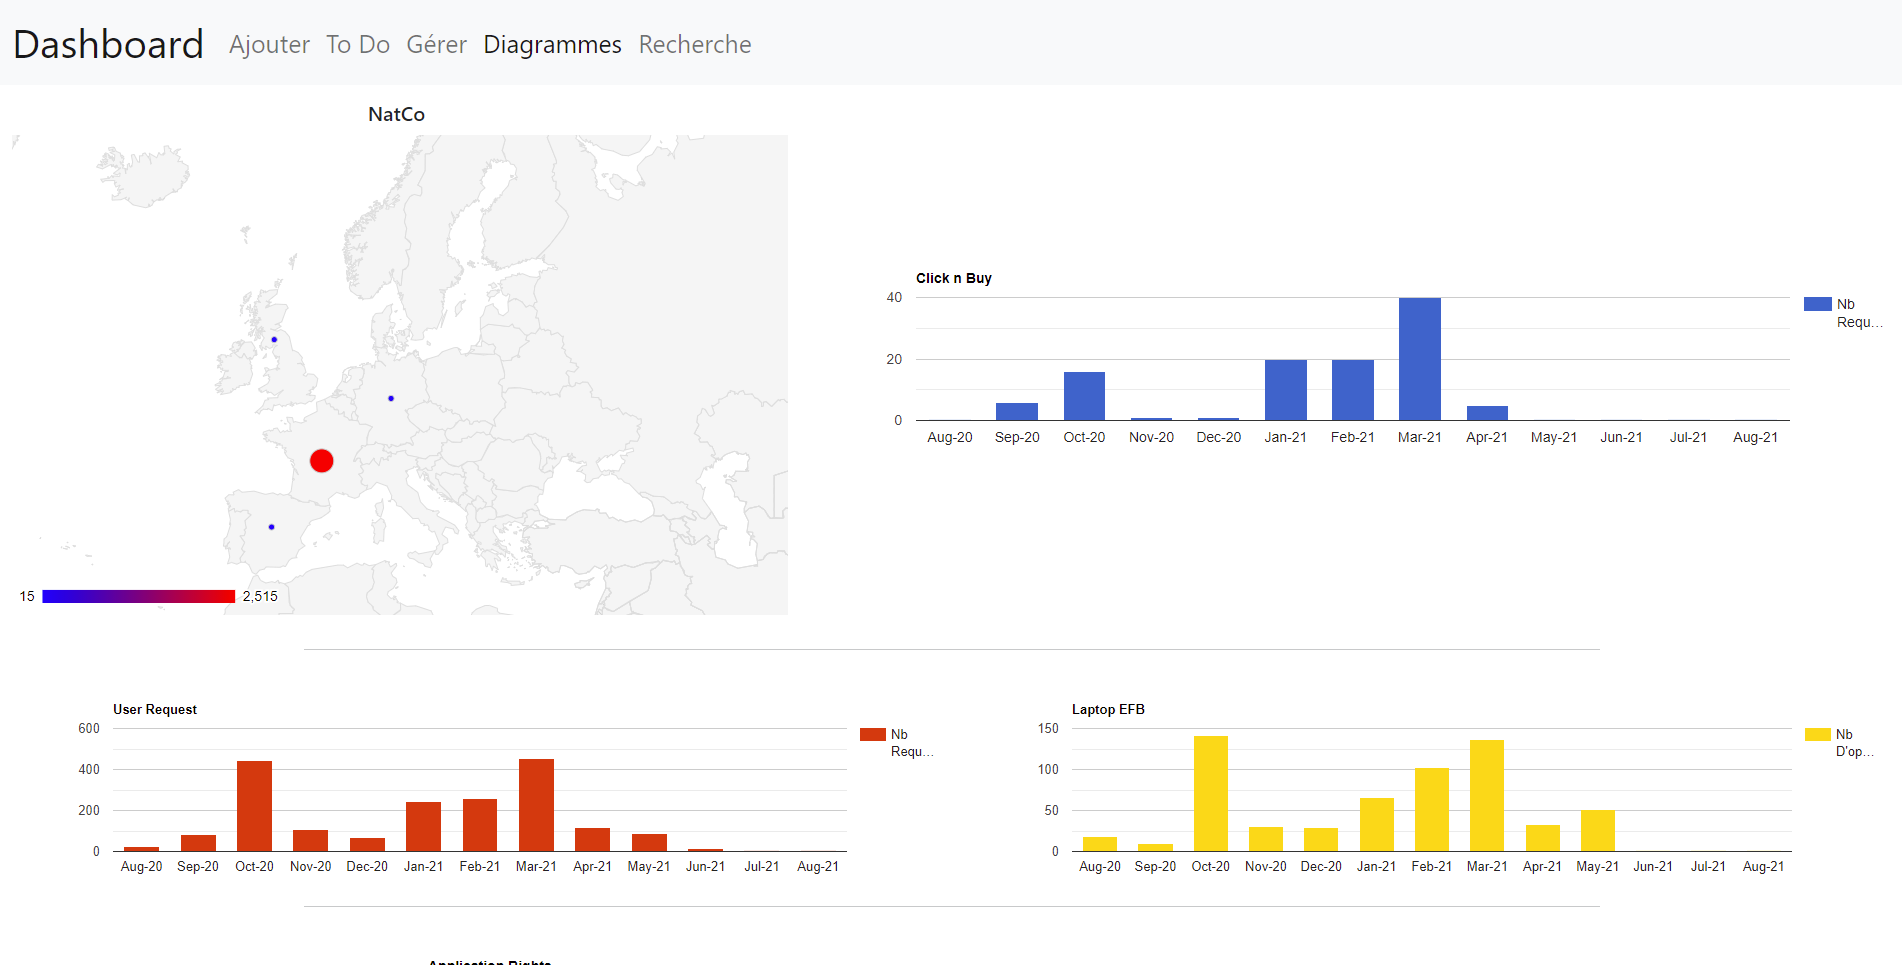 Dashboard Ajouter To Do Gérer Diagrammes Recherche
NatCo
15 2,515
Click n Buy
40
20
0
Aug-20 Sep-20 Oct-20 Nov-20 Dec-20 Jan-21 Feb-21 Mar-21 Apr-21 May-21 Jun-21 Jul-21 Aug-21
Nb
Requ...
User Request
600
400
200
0
Aug-20 Sep-20 Oct-20 Nov-20 Dec-20 Jan-21 Feb-21 Mar-21 Apr-21 May-21 Jun-21 Jul-21 Aug-21
Nb
Requ...
Laptop EFB
150
100
50
0
Aug-20 Sep-20 Oct-20 Nov-20 Dec-20 Jan-21 Feb-21 Mar-21 Apr-21 May-21 Jun-21 Jul-21 Aug-21
Nb
D'op...
Application Rights